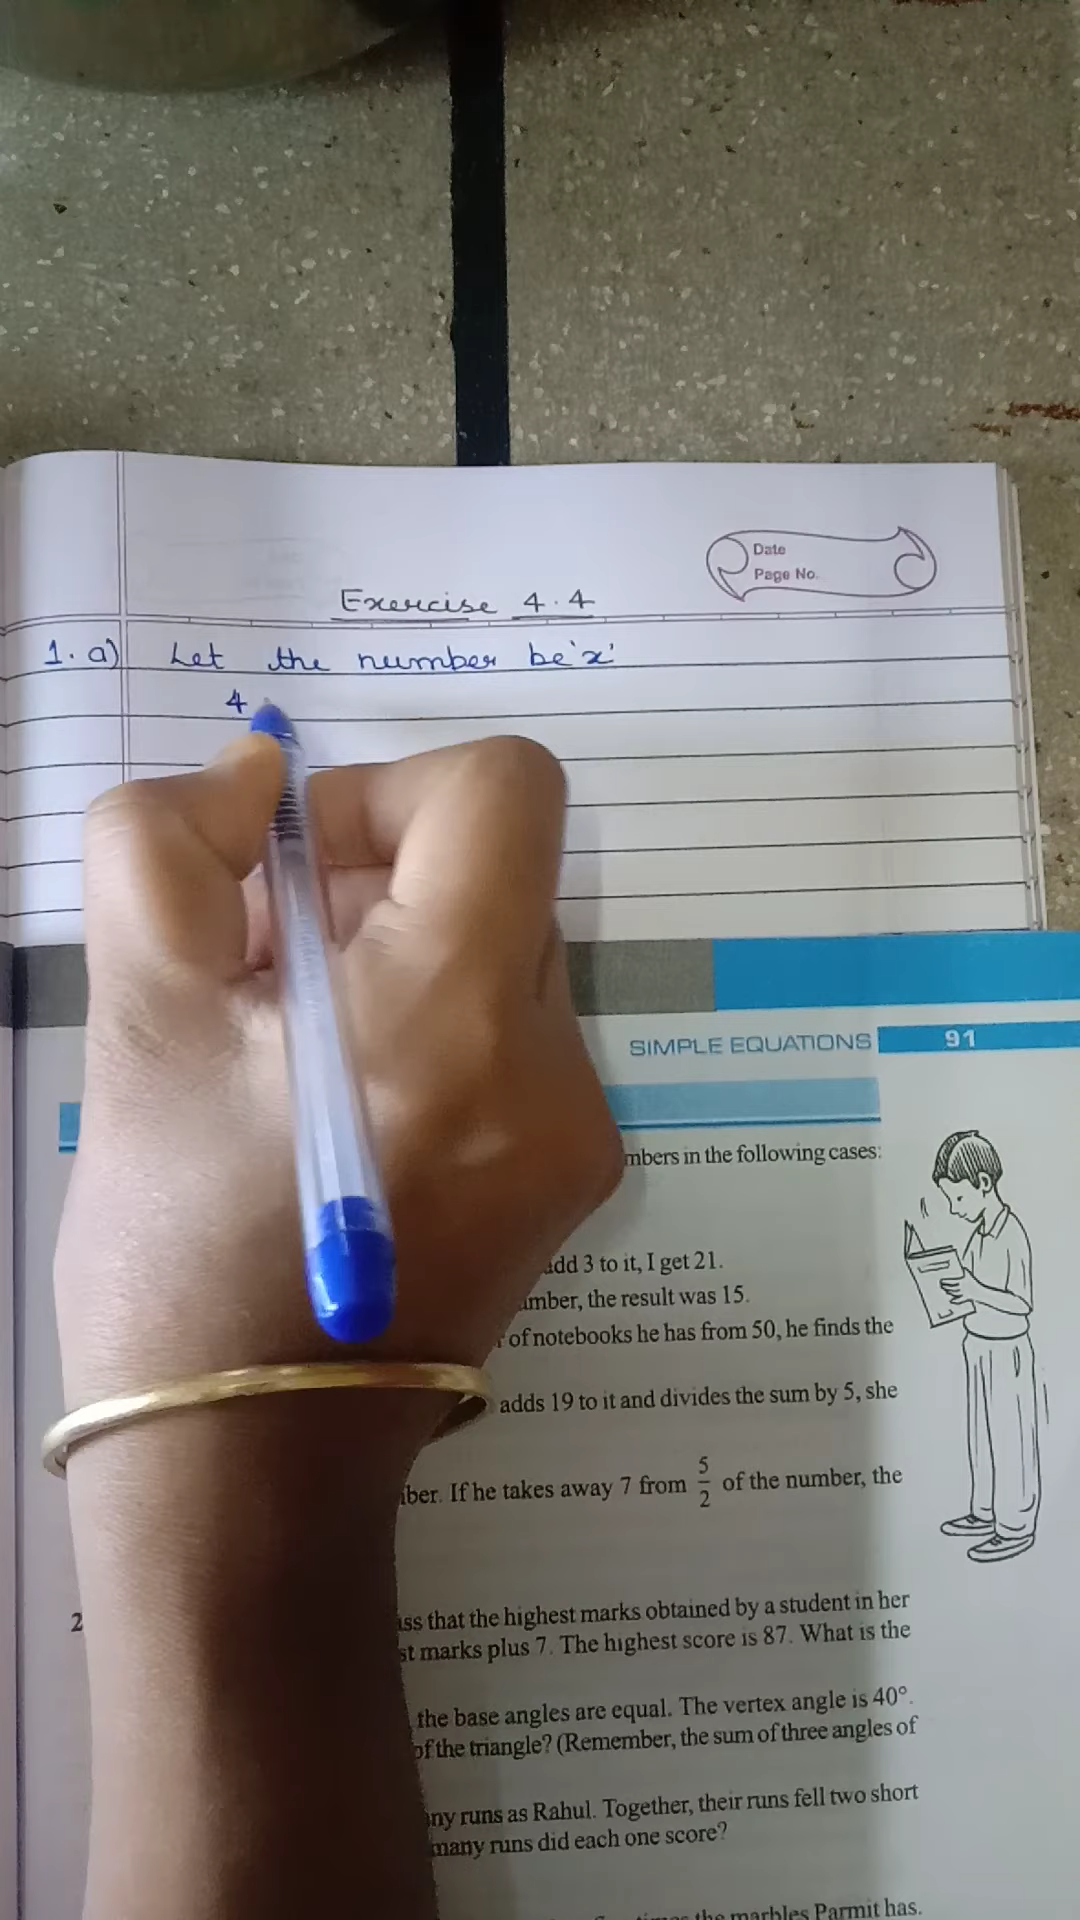 Date
Page No.
Exercise 4.4
1. a) Let the number be 'x'
4
SIMPLE EQUATIONS 91
in the following cases:
add 3 to it, I get 21.
the result was 15.
of notebooks he has from 50, he finds the
adds 19 to it and divides the sum by 5, she
If he takes away 7 from 5/2 of the number, the
2
that the highest marks obtained by a student in her
marks plus 7. The highest score is 87. What is the
the base angles are equal. The vertex angle is 40°.
of the triangle? (Remember, the sum of three angles of
runs as Rahul. Together, their runs fell two short
many runs did each one score?
the marbles Parmit has.